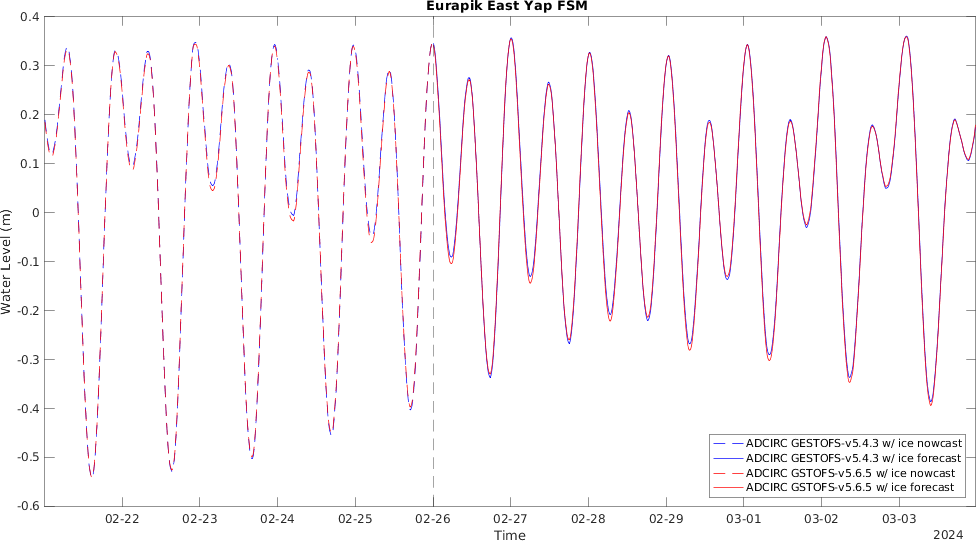 Eurapik East Yap FSM
0.4
0.3
0.2
0.1
0
-0.1
-0.2
-0.3
-0.4
-0.5
-0.6
Water Level (m)
02-22 02-23 02-24 02-25 02-26 02-27 02-28 02-29 03-01 03-02 03-03
Time
2024
ADCIRC GESTOFS-v5.4.3 w/ ice nowcast
ADCIRC GESTOFS-v5.4.3 w/ ice forecast
ADCIRC GSTOFS-v5.6.5 w/ ice nowcast
ADCIRC GSTOFS-v5.6.5 w/ ice forecast